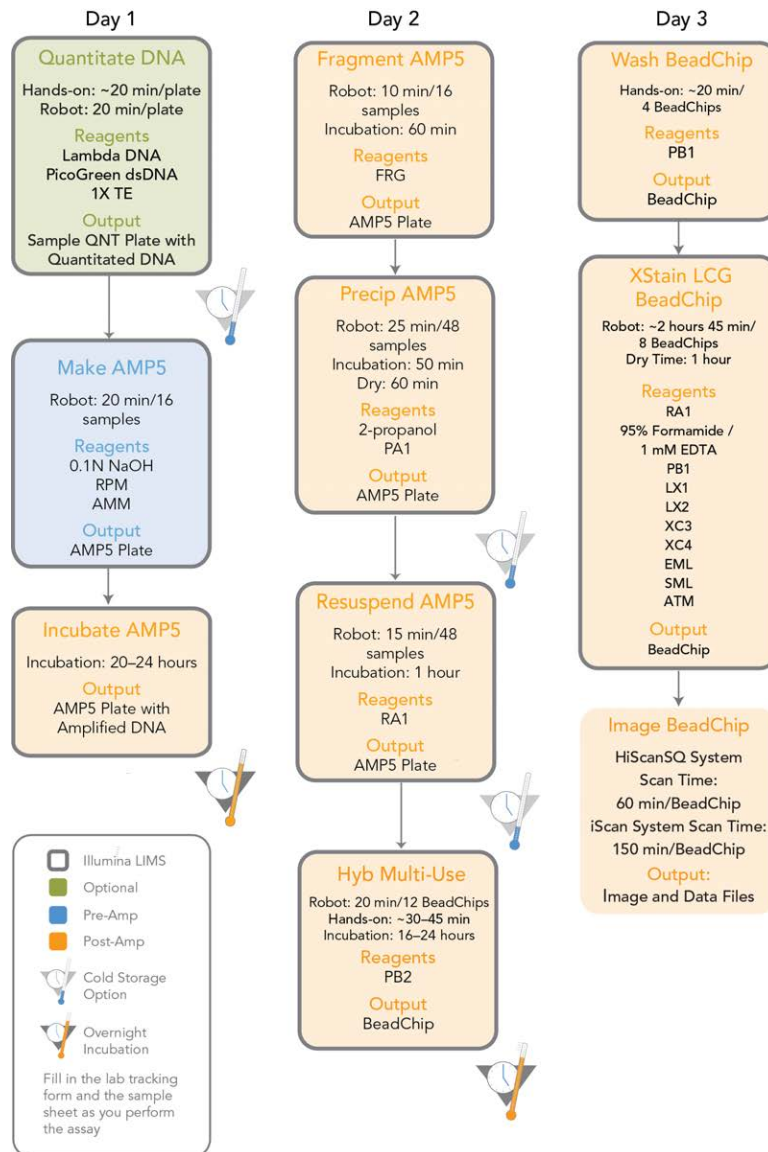 Day 1
Quantitate DNA
Hands-on: ~20 min/plate
Robot: 20 min/plate
Reagents
Lambda DNA
PicoGreen dsDNA
1X TE
Output
Sample QNT Plate with
Quantitated DNA
Make AMP5
Robot: 20 min/16
samples
Reagents
0.1N NaOH
RPM
AMM
Output
AMP5 Plate
Incubate AMP5
Incubation: 20–24 hours
Output
AMP5 Plate with
Amplified DNA
Illumina LIMS
Optional
Pre-Amp
Post-Amp
Cold Storage
Option
Overnight
Incubation
Fill in the lab tracking
form and the sample
sheet as you perform
the assay
Day 2
Fragment AMP5
Robot: 10 min/16
samples
Incubation: 60 min
Reagents
FRG
Output
AMP5 Plate
Precip AMP5
Robot: 25 min/48
samples
Incubation: 50 min
Dry: 60 min
Reagents
2-propanol
PA1
Output
AMP5 Plate
Resuspend AMP5
Robot: 15 min/48
samples
Incubation: 1 hour
Reagents
RA1
Output
AMP5 Plate
Hyb Multi-Use
Robot: 20 min/12 BeadChips
Hands-on: ~30–45 min
Incubation: 16–24 hours
Reagents
PB2
Output
BeadChip
Day 3
Wash BeadChip
Hands-on: ~20 min/
4 BeadChips
Reagents
PB1
Output
BeadChip
XStain LCG
BeadChip
Robot: ~2 hours 45 min/
8 BeadChips
Dry Time: 1 hour
Reagents
RA1
95% Formamide /
1 mM EDTA
PB1
LX1
LX2
XC3
XC4
EML
SML
ATM
Output
BeadChip
Image BeadChip
HiScanSQ System
Scan Time:
60 min/BeadChip
iScan System Scan Time:
150 min/BeadChip
Output:
Image and Data Files